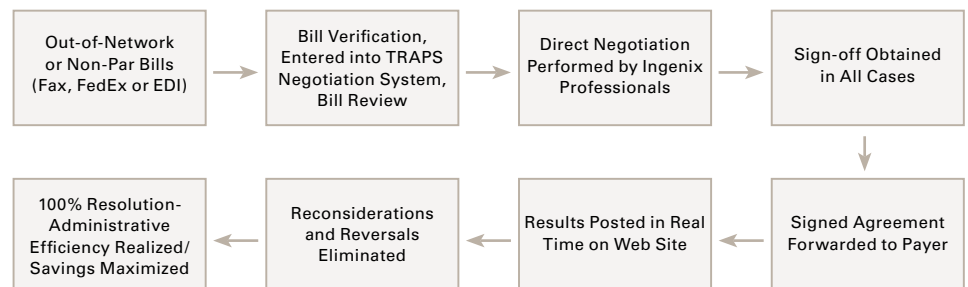 Out-of-Network
or Non-Par Bills
(Fax, FedEx or EDI)
Bill Verification,
Entered into TRAPS
Negotiation System,
Bill Review
Direct Negotiation
Performed by Ingenix
Professionals
Sign-off Obtained
in All Cases
Signed Agreement
Forwarded to Payer
Results Posted in Real
Time on Web Site
Reconsiderations
and Reversals
Eliminated
100% Resolution-
Administrative
Efficiency Realized/
Savings Maximized